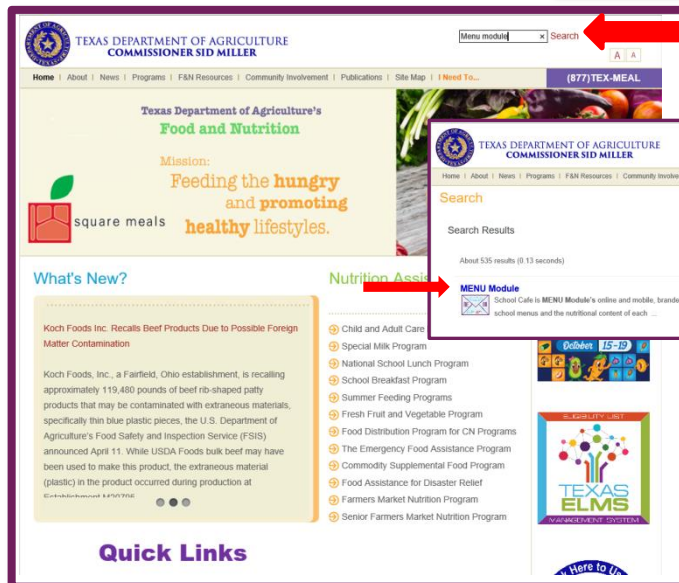 TEXAS DEPARTMENT OF AGRICULTURE
COMMISSIONER SID MILLER
Menu module × Search
A A
Home | About | News | Programs | F&N Resources | Community Involvement | Publications | Site Map | I Need To...
(877)TEX-MEAL
Texas Department of Agriculture's
Food and Nutrition
Mission:
Feeding the hungry
and promoting
healthy lifestyles.
square meals
TEXAS DEPARTMENT OF AGRICULTURE
COMMISSIONER SID MILLER
Home | About | News | Programs | F&N Resources | Community Involve
Search
Search Results
About 535 results (0.13 seconds)
MENU Module
School Cafe is MENU Module's online and mobile, brande
school menus and the nutritional content of each ...
What's New?
Koch Foods Inc. Recalls Beef Products Due to Possible Foreign
Matter Contamination
Koch Foods, Inc., a Fairfield, Ohio establishment, is recalling
approximately 119,480 pounds of beef rib-shaped patty
products that may be contaminated with extraneous materials,
specifically thin blue plastic pieces, the U.S. Department of
Agriculture's Food Safety and Inspection Service (FSIS)
announced April 11. While USDA Foods bulk beef may have
been used to make this product, the extraneous material
(plastic) in the product occurred during production at
Establishment M20795
Quick Links
Nutrition Assis
Child and Adult Care
Special Milk Program
National School Lunch Program
School Breakfast Program
Summer Feeding Programs
Fresh Fruit and Vegetable Program
Food Distribution Program for CN Programs
The Emergency Food Assistance Program
Commodity Supplemental Food Program
Food Assistance for Disaster Relief
Farmers Market Nutrition Program
Senior Farmers Market Nutrition Program
October 15-19
ELIGIBILITY LIST
TEXAS
ELMS
MANAGEMENT SYSTEM
Here to